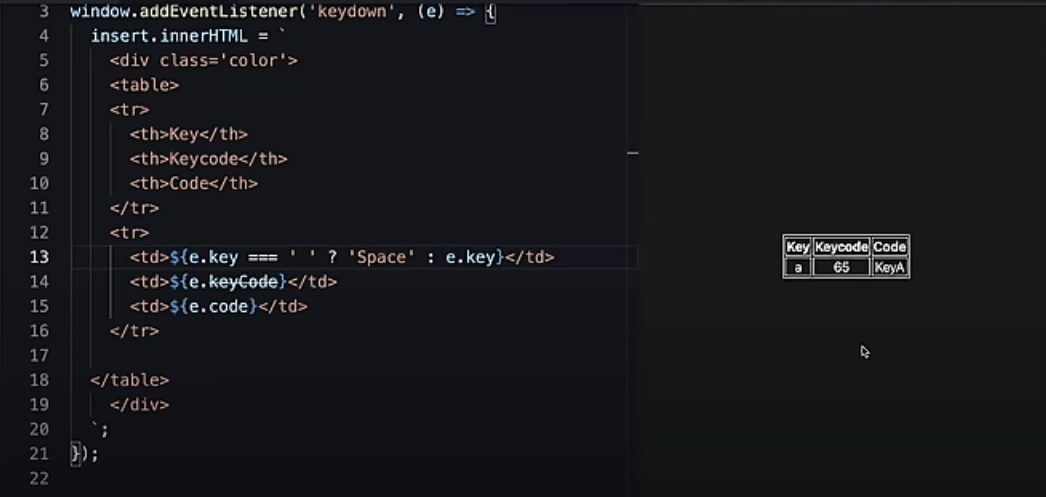 3 window.addEventListener('keydown', (e) => {
4 insert.innerHTML = `
5 <div class='color'>
6 <table>
7 <tr>
8 <th>Key</th>
9 <th>Keycode</th>
10 <th>Code</th>
11 </tr>
12 <tr>
13 <td>${e.key === ' ' ? 'Space' : e.key}</td>
14 <td>${e.keyCode}</td>
15 <td>${e.code}</td>
16 </tr>
17
18 </table>
19 </div>
20 `;
21 });
22
Key Keycode Code
a 65 KeyA